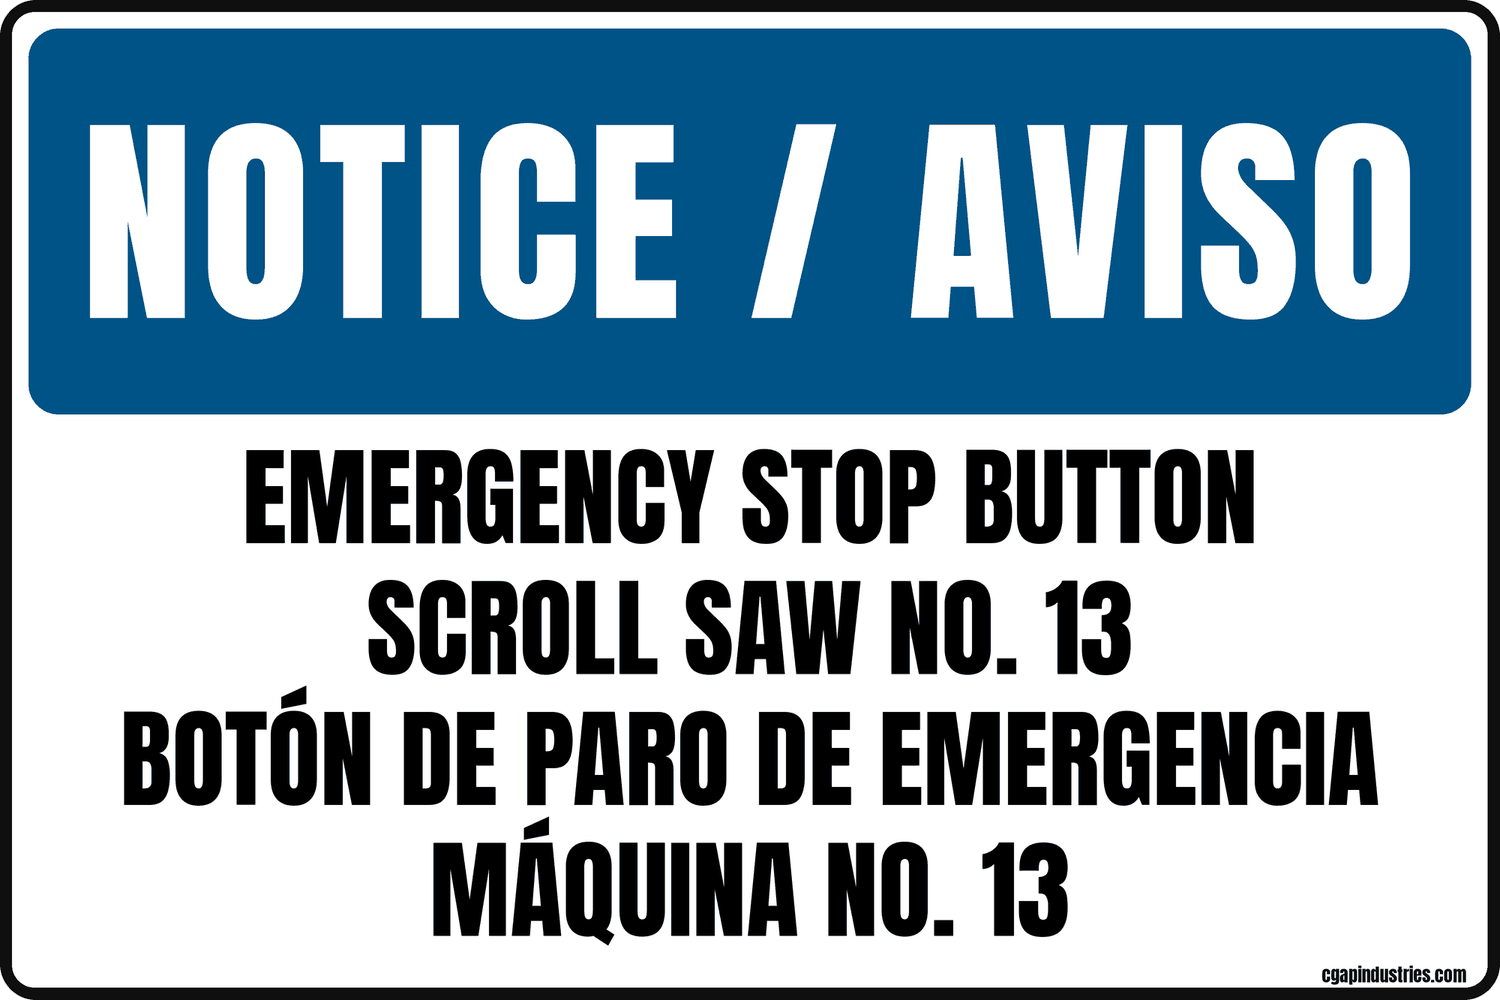 NOTICE / AVISO
EMERGENCY STOP BUTTON
SCROLL SAW NO. 13
BOTÓN DE PARO DE EMERGENCIA
MÁQUINA NO. 13
cgapindustries.com